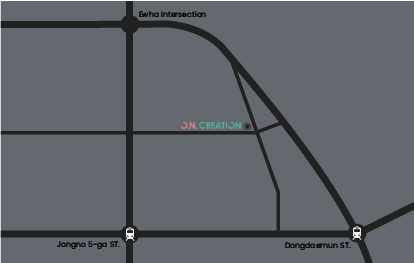 Ewha Intersection
O.N. CREATION
Jongno 5-ga ST.
Dongdaemun ST.